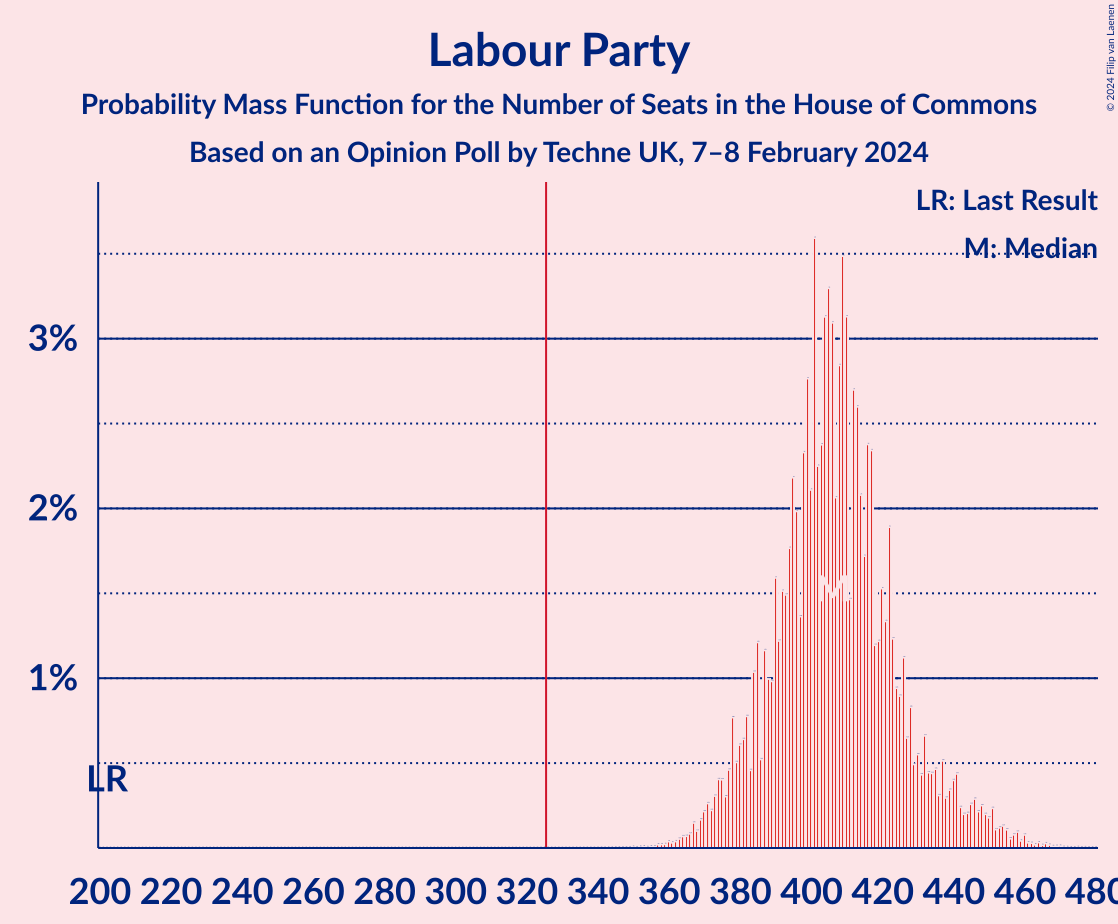 Labour Party
Probability Mass Function for the Number of Seats in the House of Commons
Based on an Opinion Poll by Techne UK, 7–8 February 2024
© 2024 Filip van Laenen
LR: Last Result
M: Median
3%
2%
1%
LR
M
200 220 240 260 280 300 320 340 360 380 400 420 440 460 480